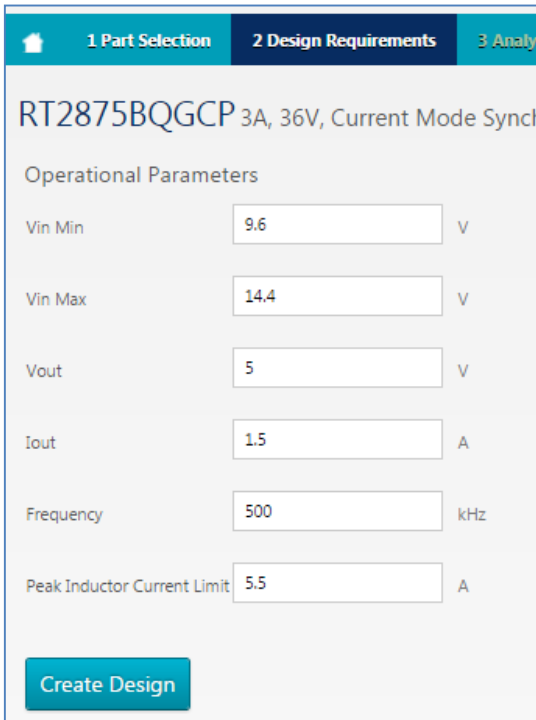 1 Part Selection 2 Design Requirements 3 Analy
RT2875BQGCP 3A, 36V, Current Mode Synch
Operational Parameters
Vin Min 9.6 V
Vin Max 14.4 V
Vout 5 V
Iout 1.5 A
Frequency 500 kHz
Peak Inductor Current Limit 5.5 A
Create Design